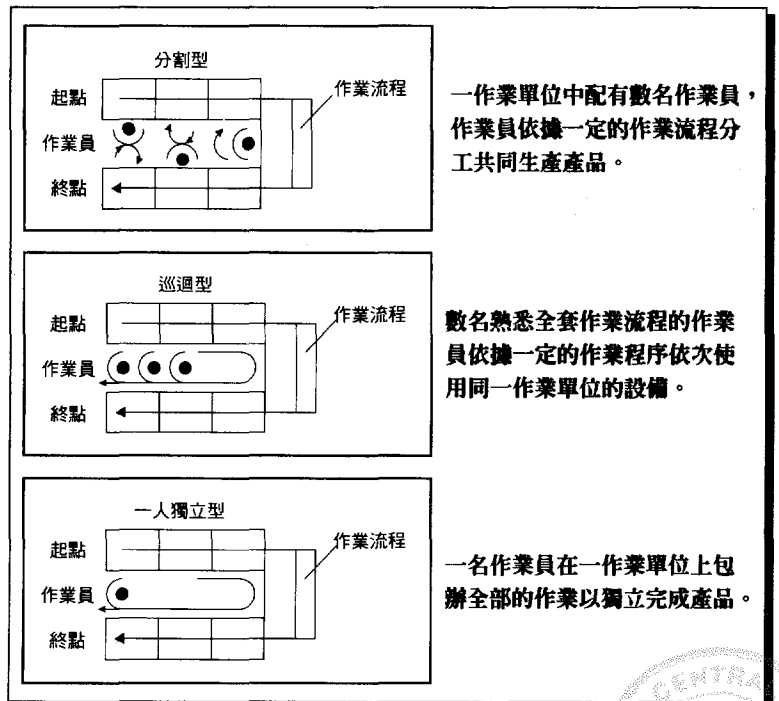 分割型
起點
作業流程
作業員
終點
一作業單位中配有數名作業員，
作業員依據一定的作業流程分
工共同生產產品。
巡迴型
起點
作業流程
作業員
終點
數名熟悉全套作業流程的作業
員依據一定的作業程序依次使
用同一作業單位的設備。
一人獨立型
起點
作業流程
作業員
終點
一名作業員在一作業單位上包
辦全部的作業以獨立完成產品。
CENTRA